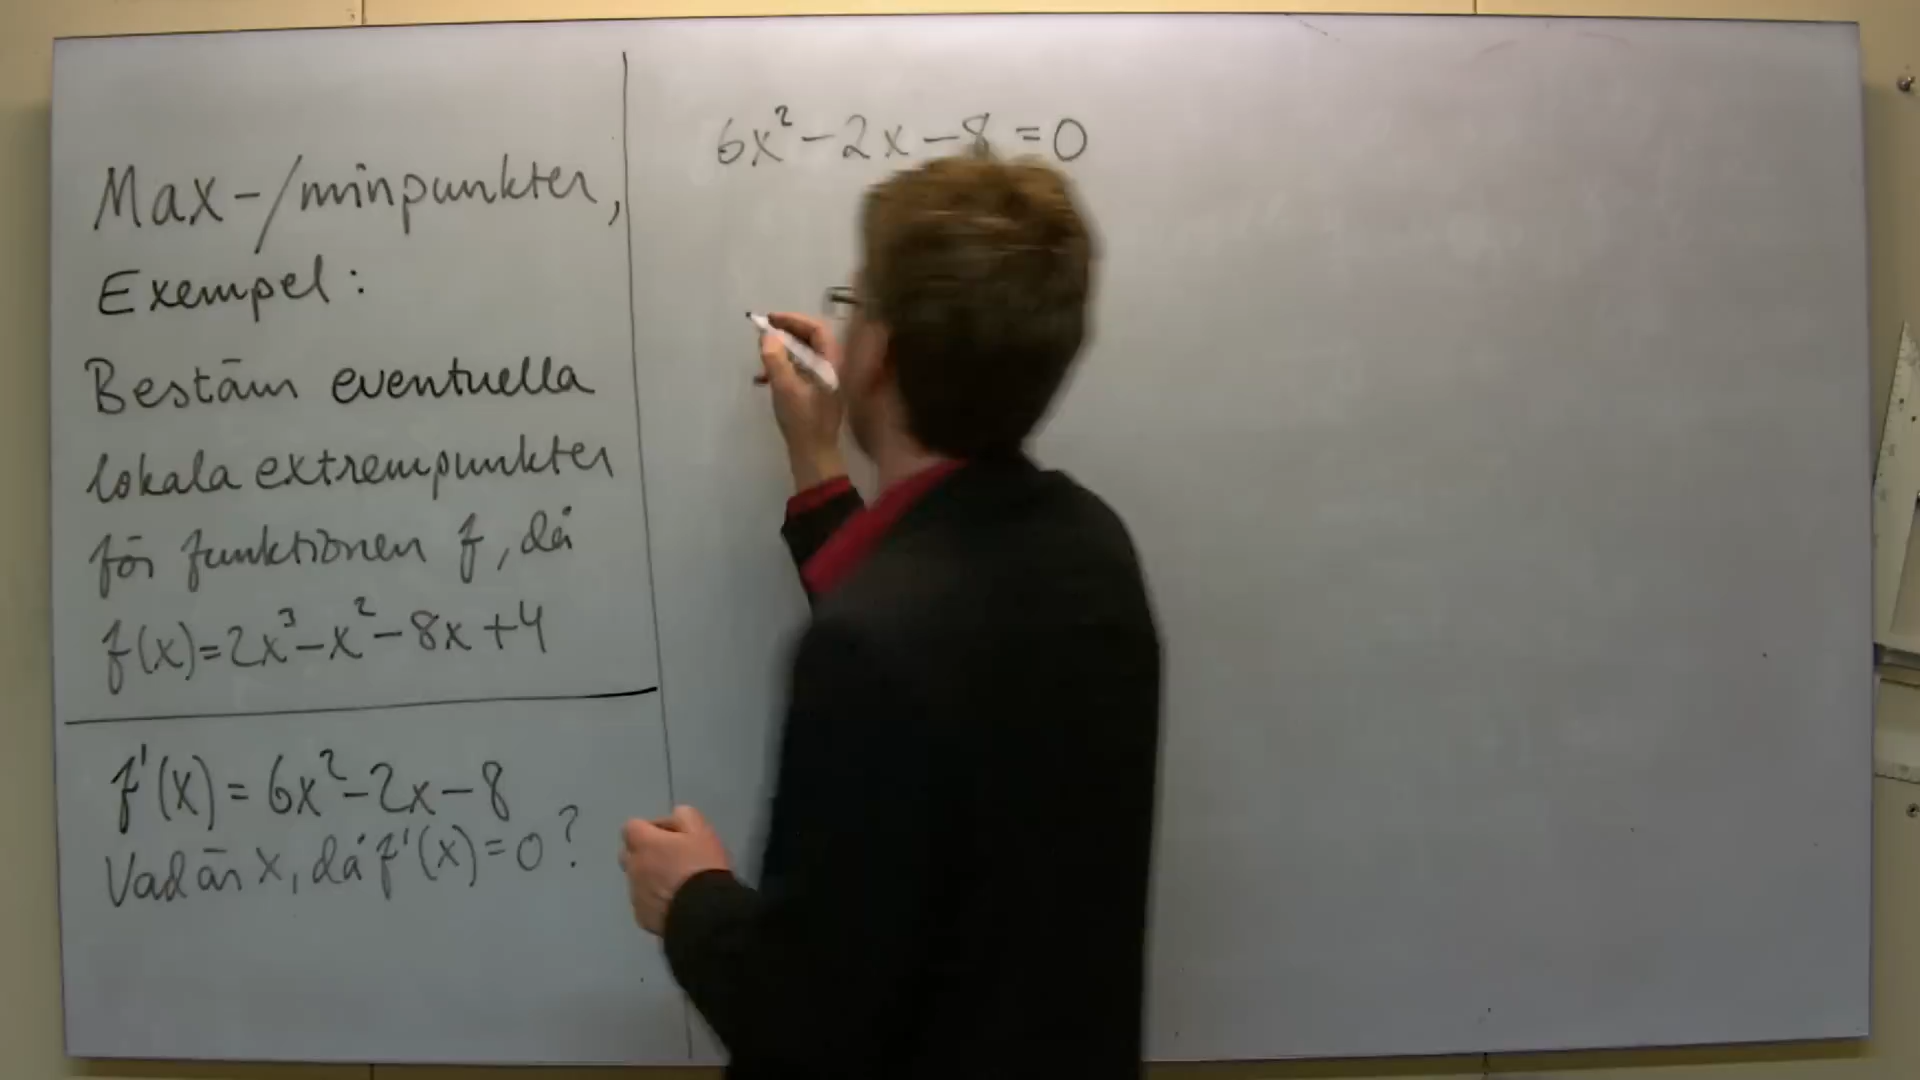 Max-/minpunkter,
Exempel:
Bestäm eventuella
lokala extrempunkter
för funktionen f, då
f(x)=2x³-x²-8x+4
f'(x)=6x²-2x-8
Vad är x, då f'(x)=0?
6x²-2x-8=0